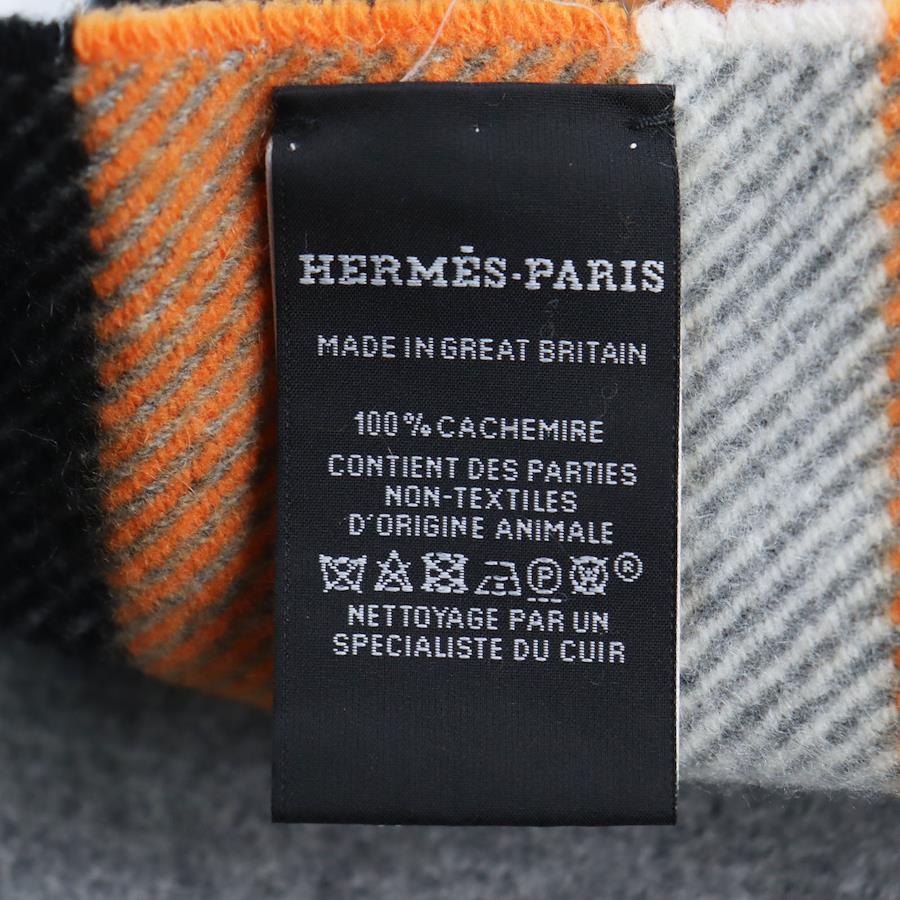 HERMÈS-PARIS
MADE IN GREAT BRITAIN
100% CACHEMIRE
CONTIENT DES PARTIES
NON-TEXTILES
D'ORIGINE ANIMALE
P W ®
NETTOYAGE PAR UN
SPECIALISTE DU CUIR